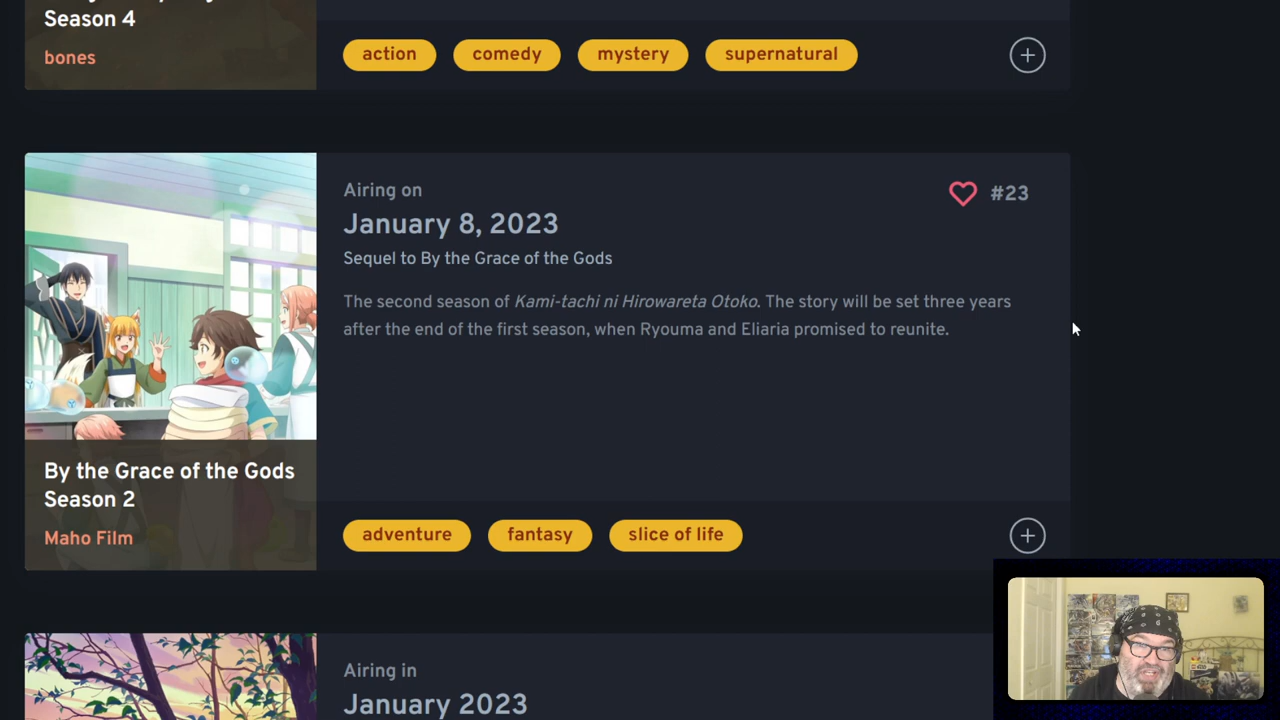 Season 4
bones
action
comedy
mystery
supernatural
Airing on
#23
January 8, 2023
Sequel to By the Grace of the Gods
The second season of Kami-tachi ni Hirowareta Otoko. The story will be set three years
after the end of the first season, when Ryouma and Eliaria promised to reunite.
By the Grace of the Gods
Season 2
Maho Film
adventure
fantasy
slice of life
Airing in
January 2023